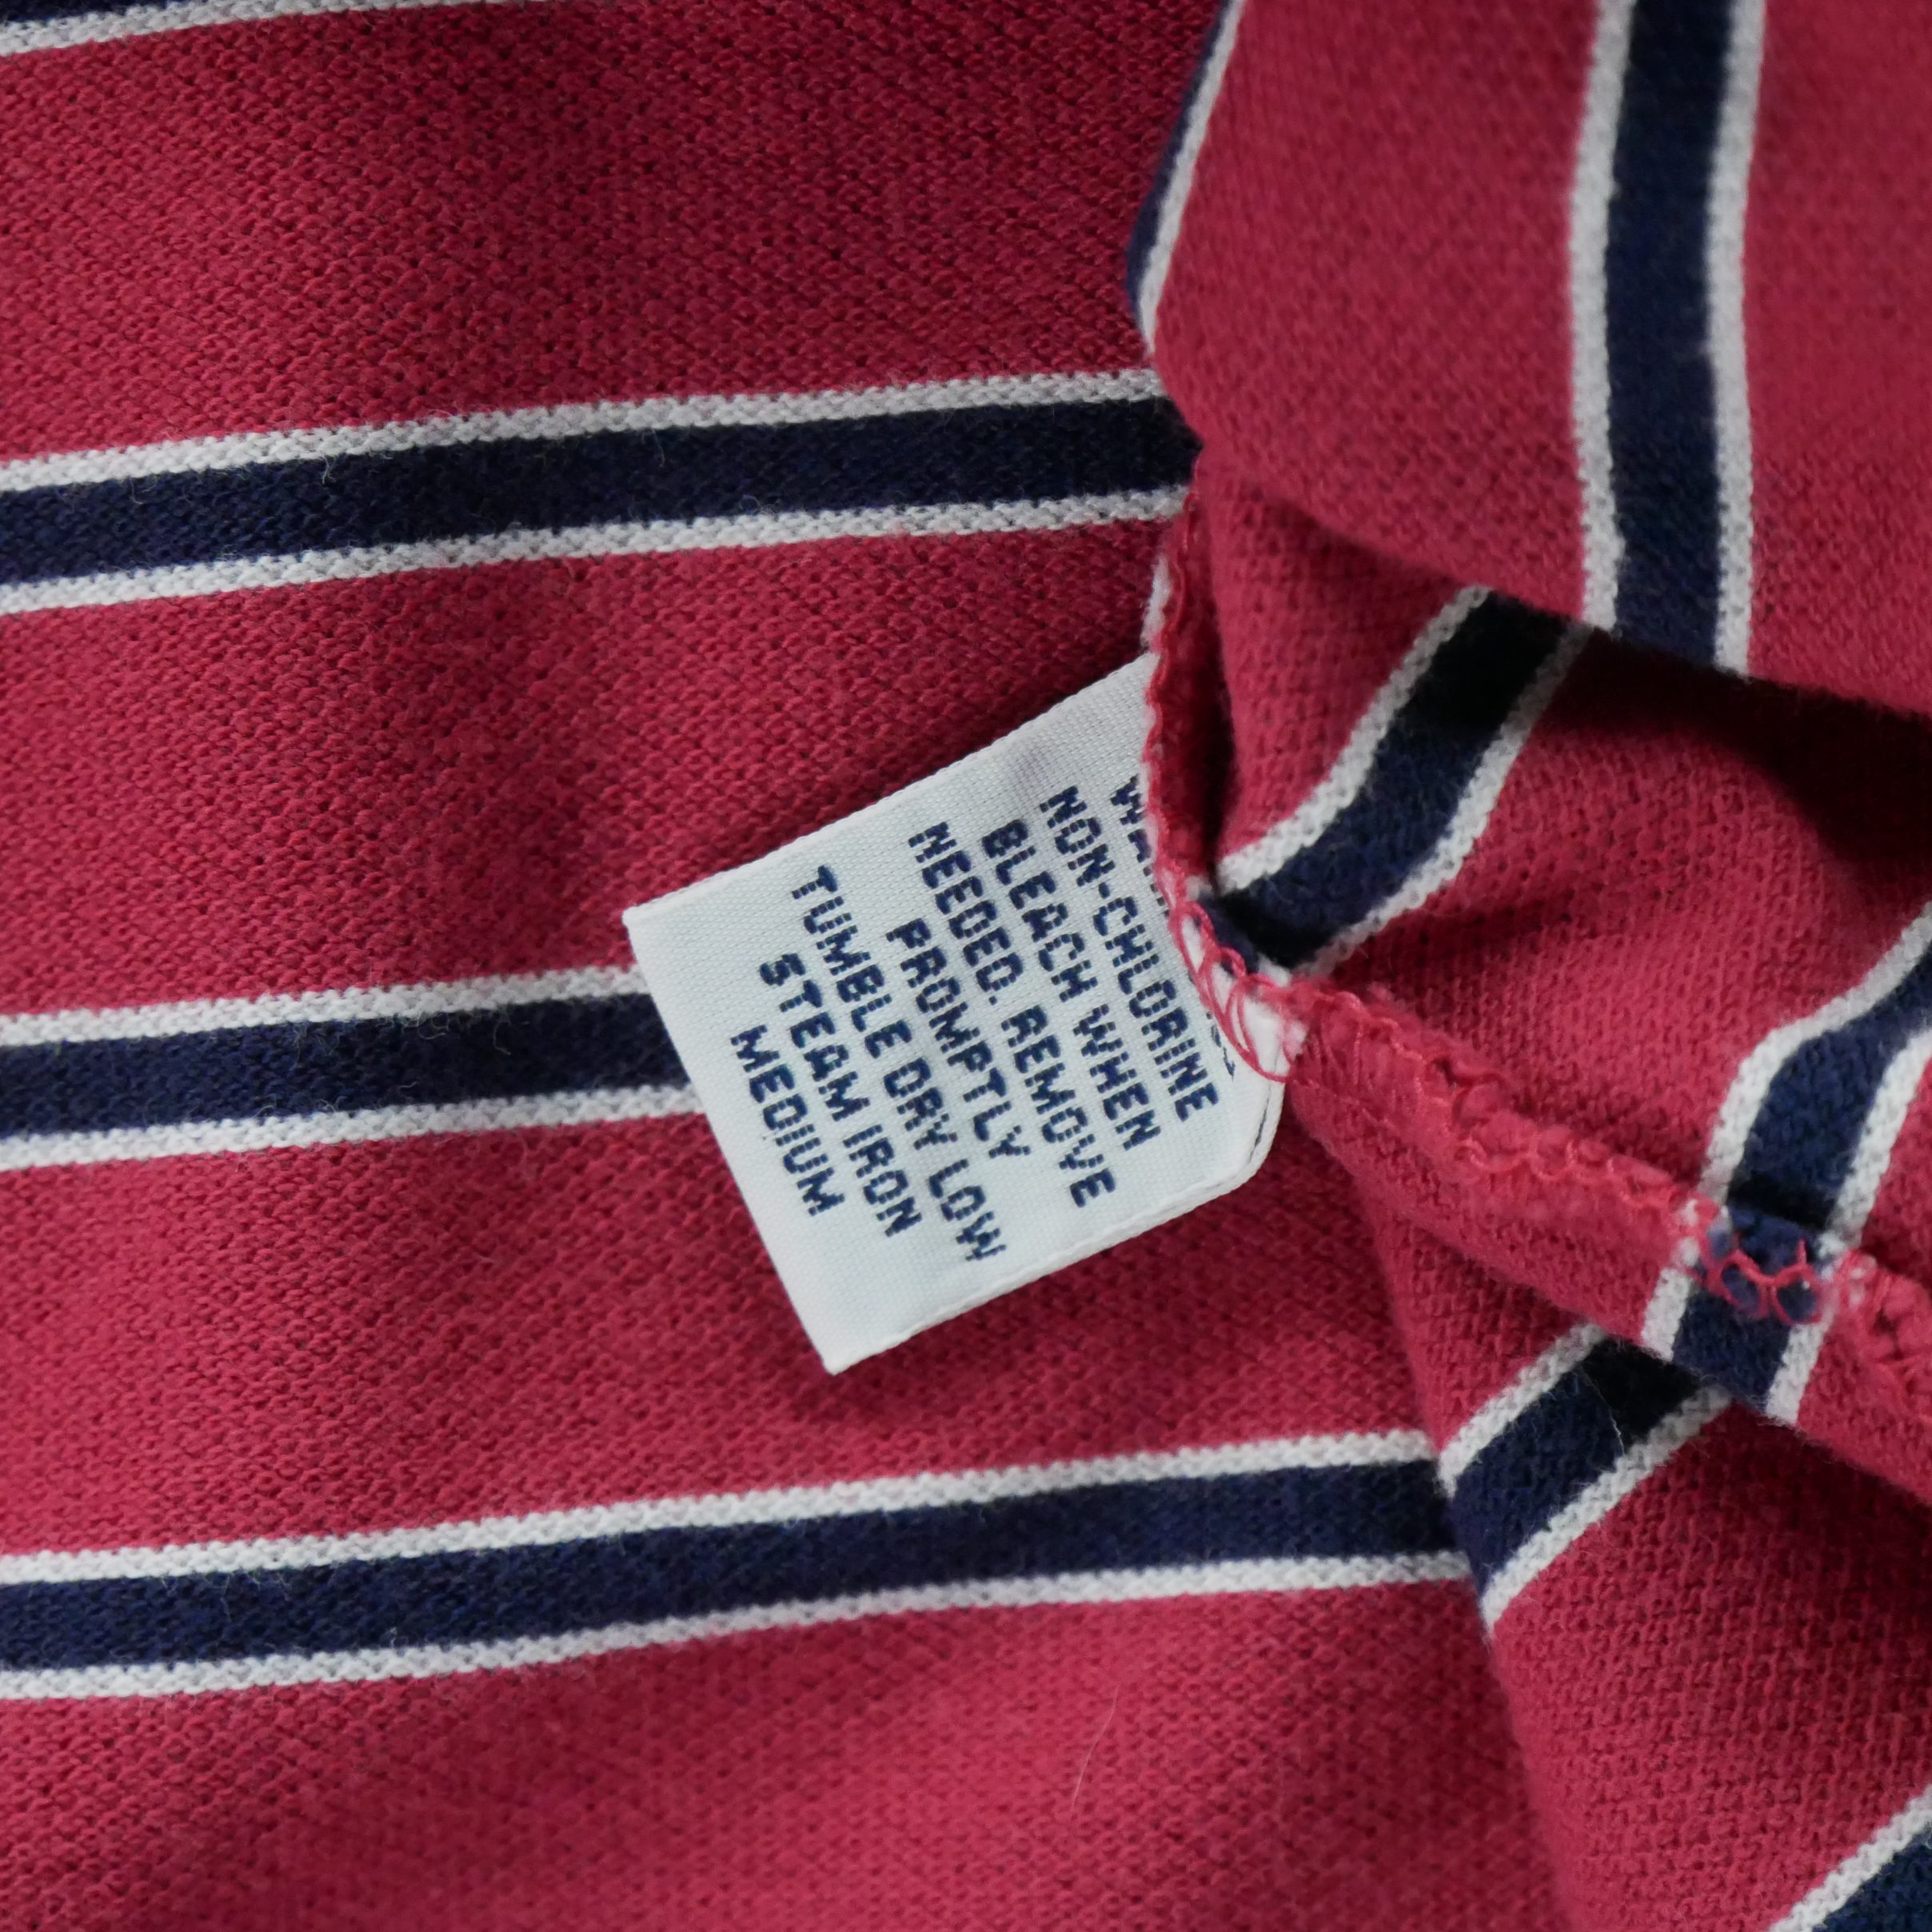 NON-CHLORINE
BLEACH WHEN
NEEDED. REMOVE
PROMPTLY
TUMBLE DRY LOW
STEAM IRON
MEDIUM